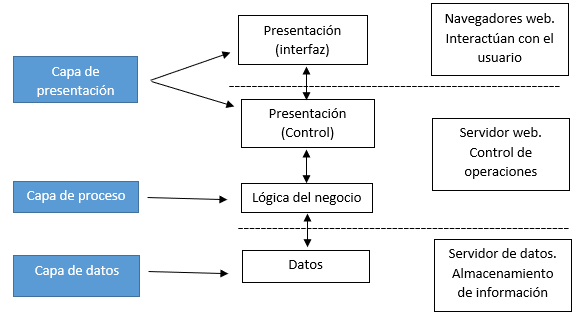 Capa de
presentación
Capa de proceso
Capa de datos
Presentación
(interfaz)
Presentación
(Control)
Lógica del negocio
Datos
Navegadores web.
Interactúan con el
usuario
Servidor web.
Control de
operaciones
Servidor de datos.
Almacenamiento
de información